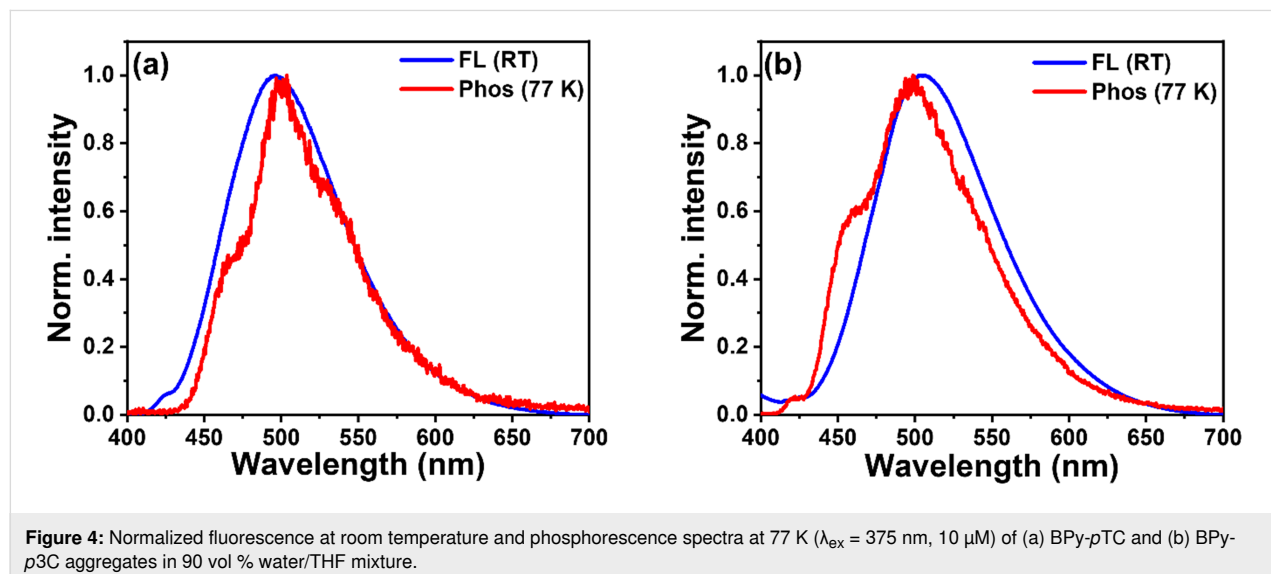 (a)
FL (RT)
Phos (77 K)
Norm. intensity
1.0
0.8
0.6
0.4
0.2
0.0
400 450 500 550 600 650 700
Wavelength (nm)
(b)
FL (RT)
Phos (77 K)
Norm. intensity
1.0
0.8
0.6
0.4
0.2
0.0
400 450 500 550 600 650 700
Wavelength (nm)
Figure 4: Normalized fluorescence at room temperature and phosphorescence spectra at 77 K (λex = 375 nm, 10 μM) of (a) BPy-pTC and (b) BPy-
p3C aggregates in 90 vol % water/THF mixture.